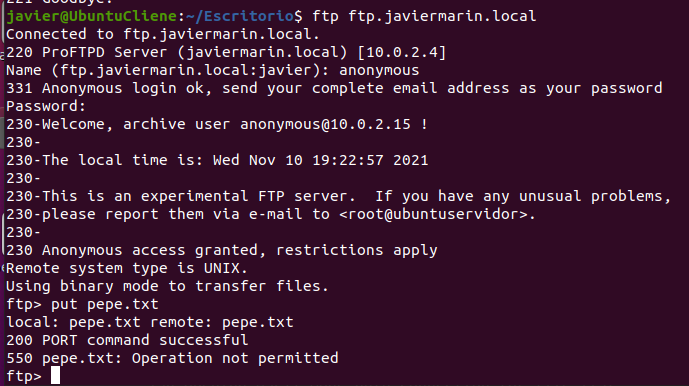 221 Goodbye.
javier@UbuntuCliene:~/Escritorio$ ftp ftp.javiermarin.local
Connected to ftp.javiermarin.local.
220 ProFTPD Server (javiermarin.local) [10.0.2.4]
Name (ftp.javiermarin.local:javier): anonymous
331 Anonymous login ok, send your complete email address as your password
Password:
230-Welcome, archive user anonymous@10.0.2.15 !
230-
230-The local time is: Wed Nov 10 19:22:57 2021
230-
230-This is an experimental FTP server.  If you have any unusual problems,
230-please report them via e-mail to <root@ubuntuservidor>.
230-
230 Anonymous access granted, restrictions apply
Remote system type is UNIX.
Using binary mode to transfer files.
ftp> put pepe.txt
local: pepe.txt remote: pepe.txt
200 PORT command successful
550 pepe.txt: Operation not permitted
ftp>